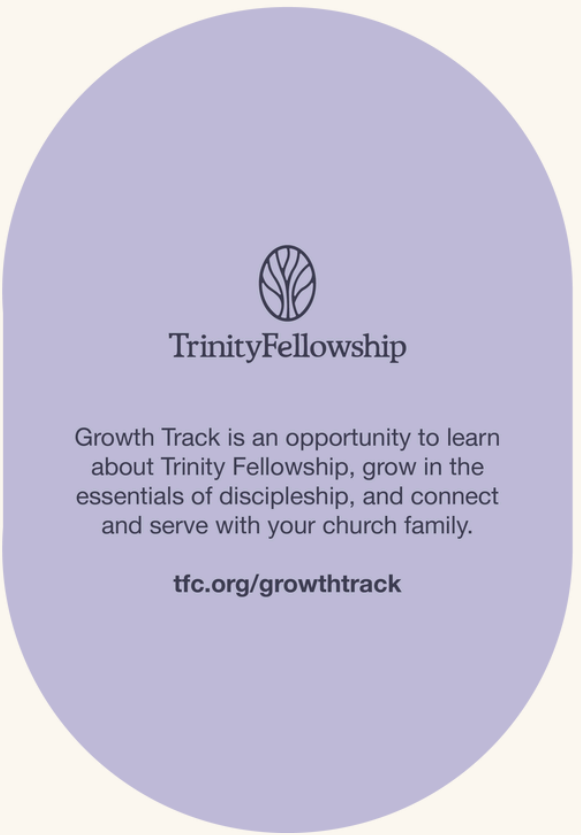 TrinityFellowship
Growth Track is an opportunity to learn
about Trinity Fellowship, grow in the
essentials of discipleship, and connect
and serve with your church family.
tfc.org/growthtrack